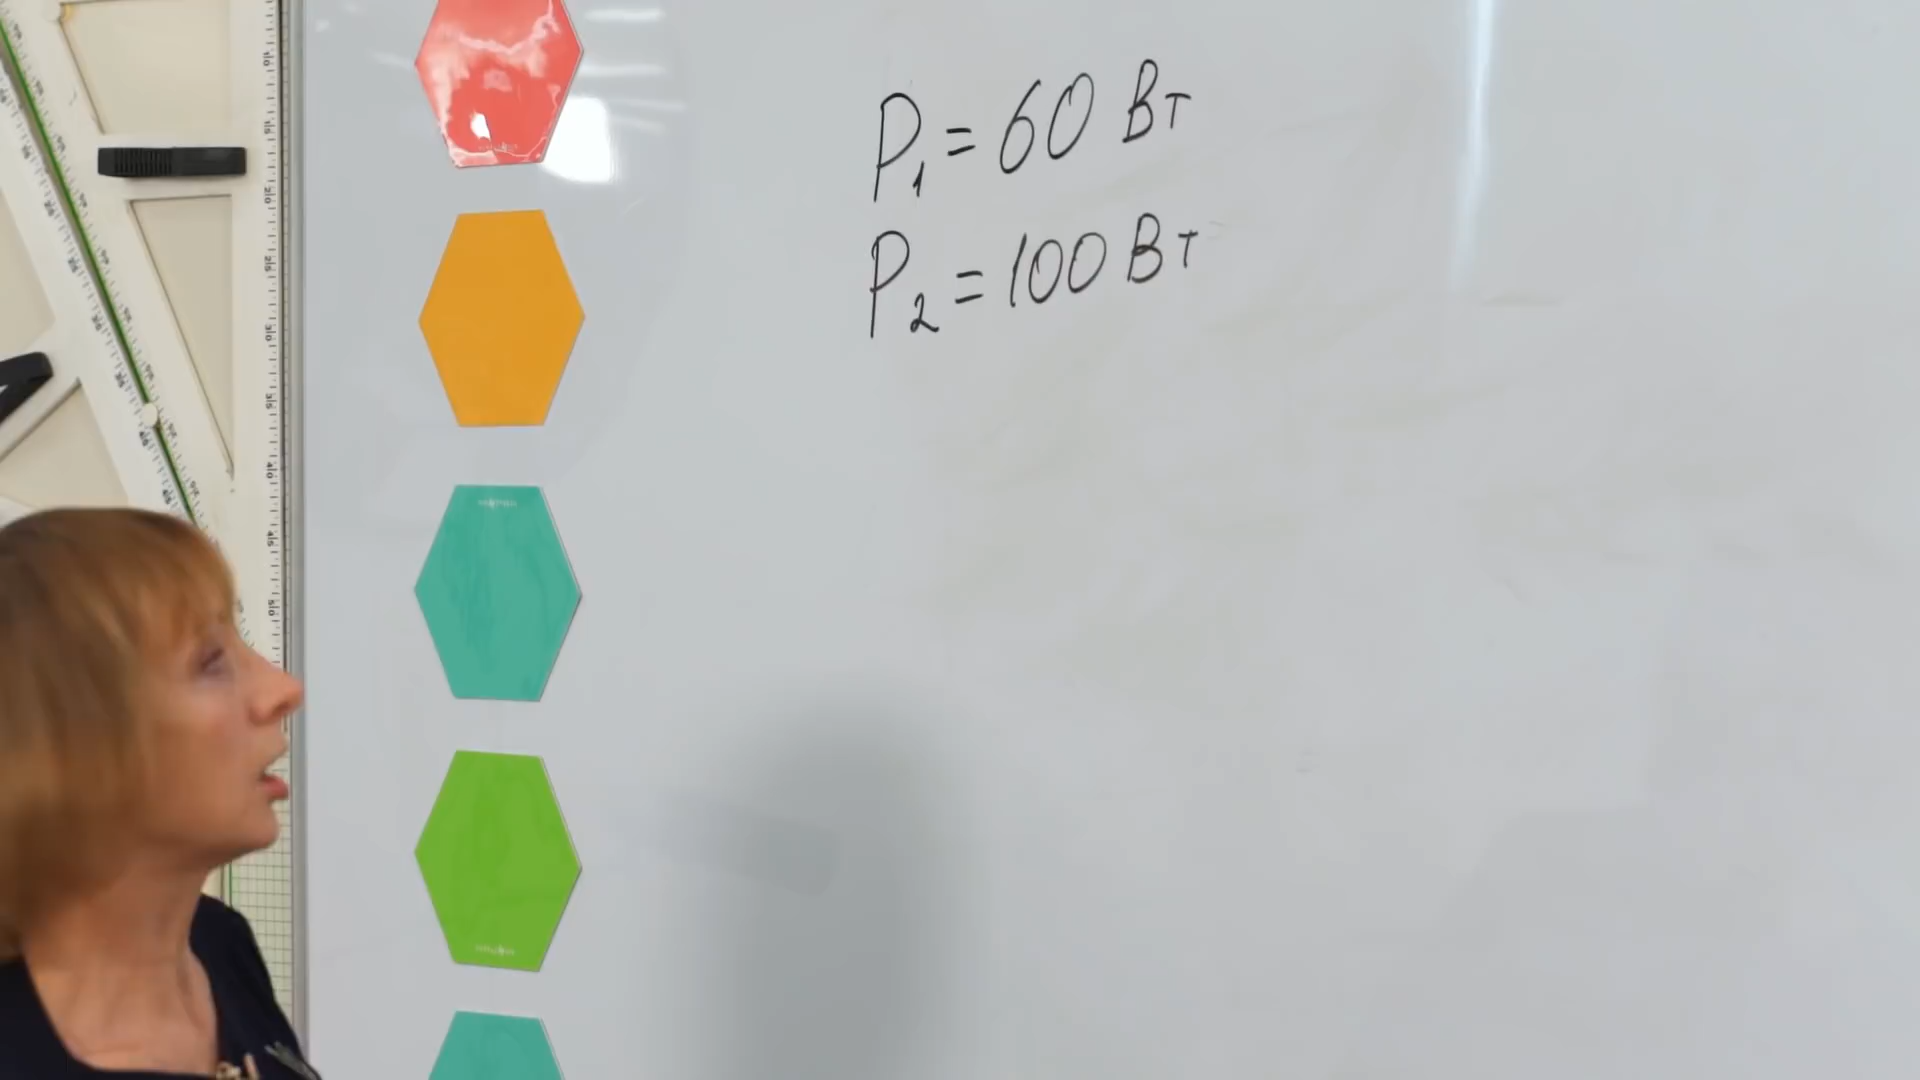 P₁ = 60 Вт
P₂ = 100 Вт